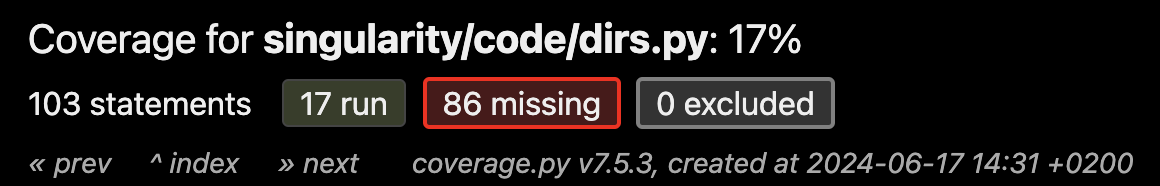 Coverage for singularity/code/dirs.py: 17%
103 statements 17 run 86 missing 0 excluded
« prev ^ index » next coverage.py v7.5.3, created at 2024-06-17 14:31 +0200